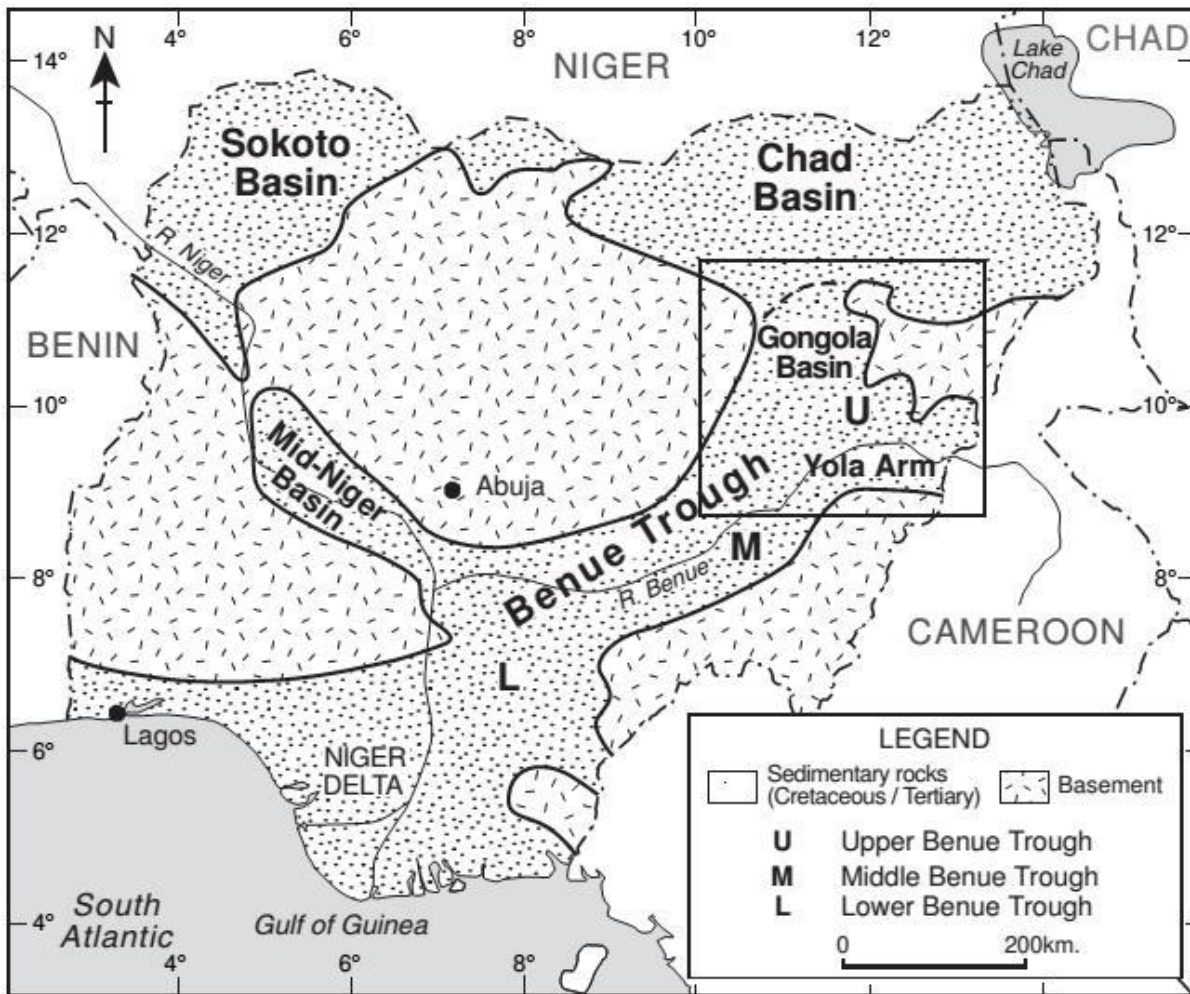 4°
6°
8°
10°
12°
14°
N
NIGER
CHAD
Lake
Chad
Sokoto
Basin
Chad
Basin
12°
12°
R. Niger
BENIN
Gongola
Basin
10°
10°
U
Mid-Niger
Basin
Abuja
Yola Arm
Benue Trough
M
R. Benue
8°
8°
CAMEROON
L
Lagos
6°
NIGER
DELTA
LEGEND
Sedimentary rocks
(Cretaceous / Tertiary)
Basement
U Upper Benue Trough
M Middle Benue Trough
L Lower Benue Trough
0 200km.
South
Atlantic
Gulf of Guinea
4°
4°
6°
8°